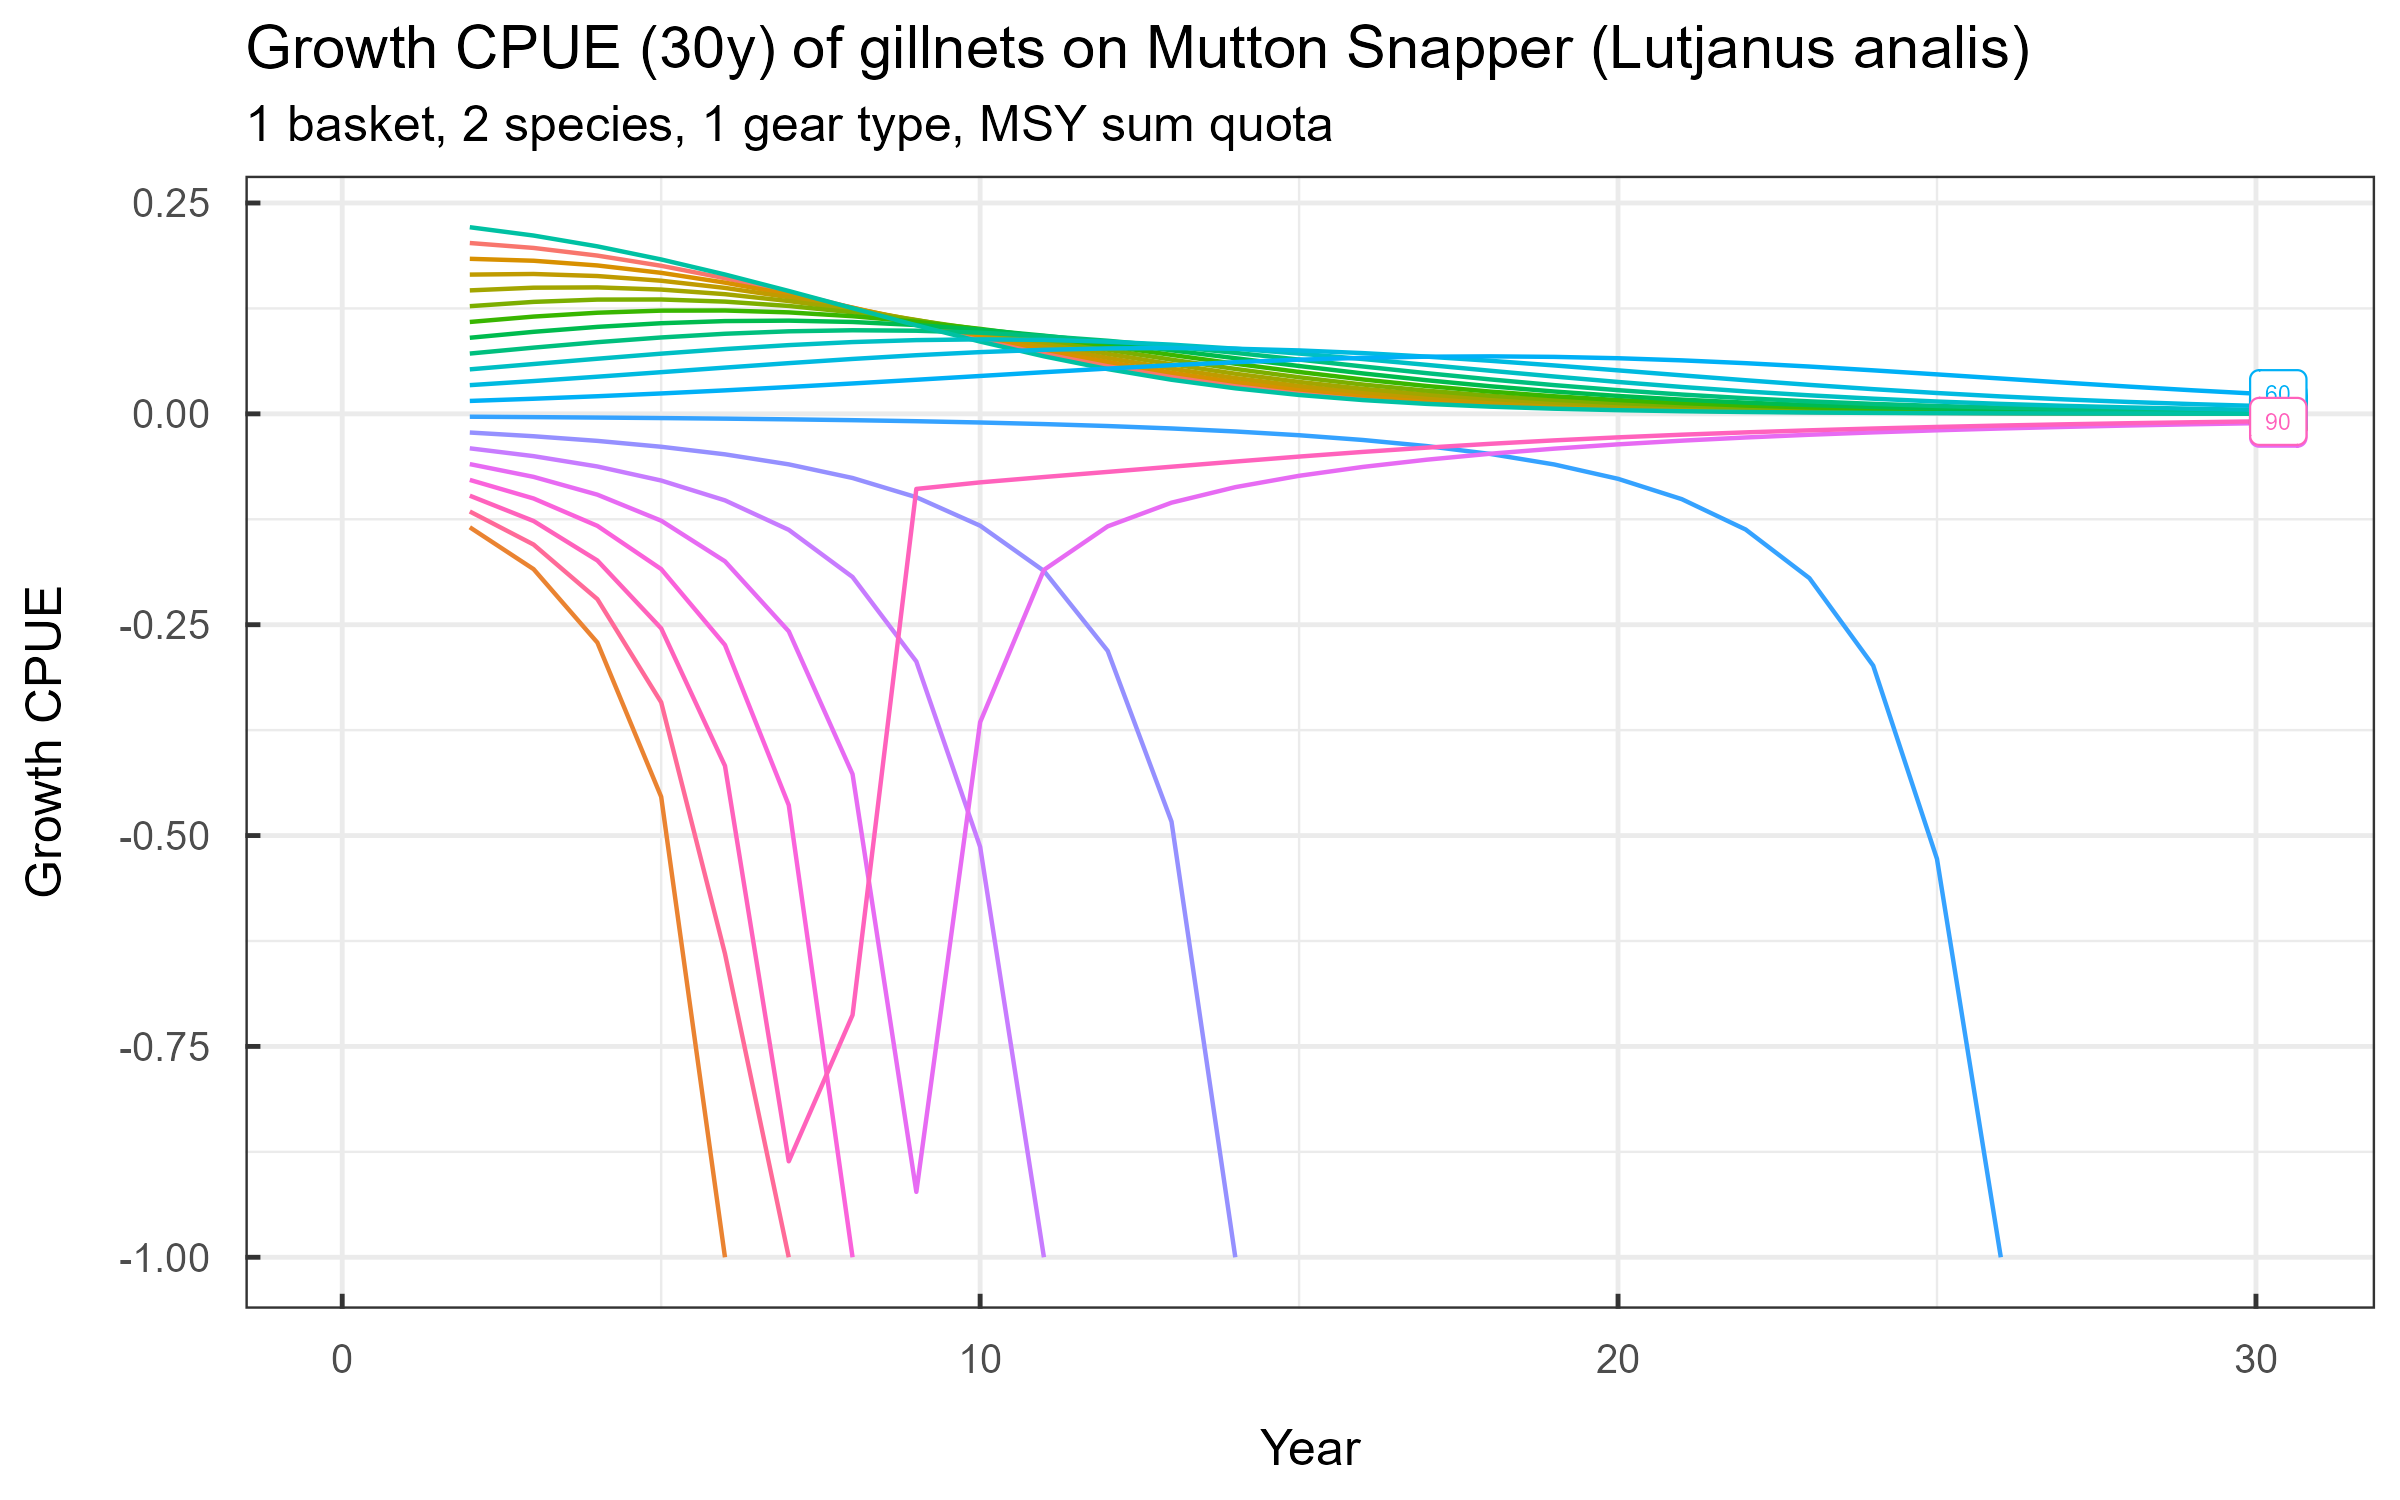 Growth CPUE (30y) of gillnets on Mutton Snapper (Lutjanus analis)
1 basket, 2 species, 1 gear type, MSY sum quota
Growth CPUE
0.25
0.00
-0.25
-0.50
-0.75
-1.00
60
90
0 10 20 30
Year